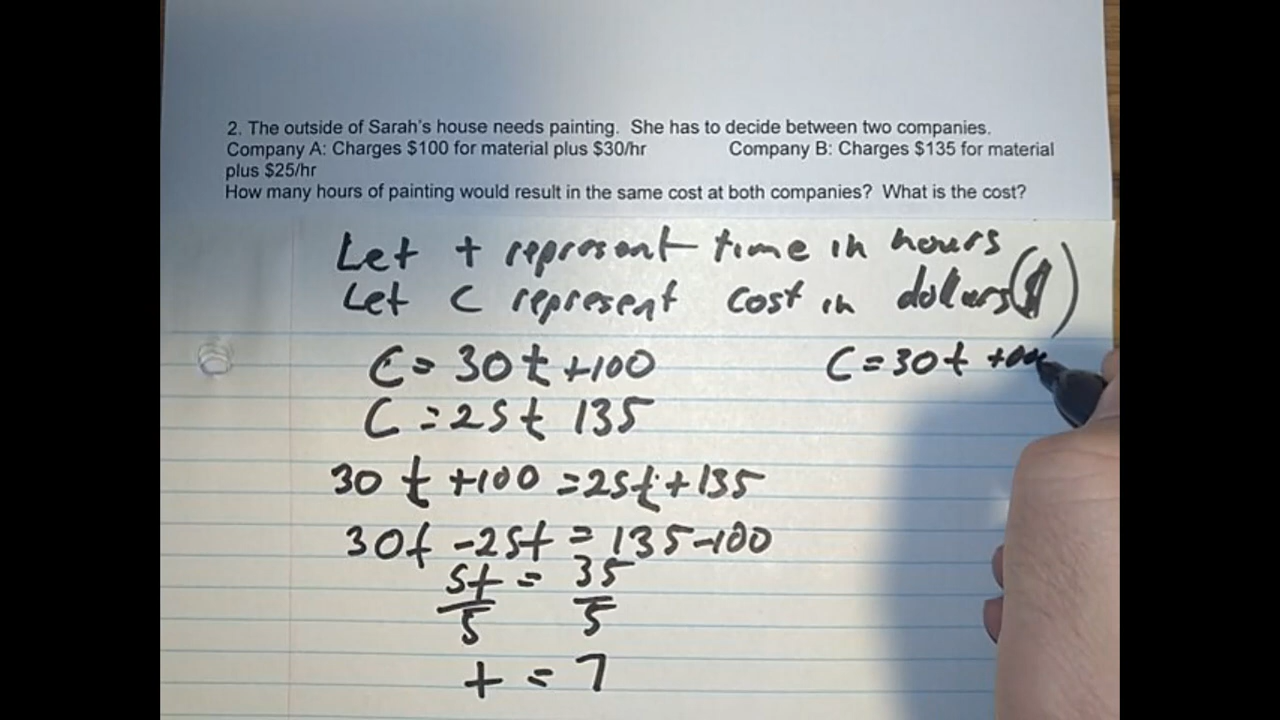 2. The outside of Sarah's house needs painting. She has to decide between two companies.
Company A: Charges $100 for material plus $30/hr Company B: Charges $135 for material
plus $25/hr
How many hours of painting would result in the same cost at both companies? What is the cost?
Let t represent time in hours
Let C represent cost in dollars($)
C = 30t +100
C = 30t +
C = 25t 135
30t +100 = 25t + 135
30t - 25t = 135 - 100
5t = 35
5 5
t = 7